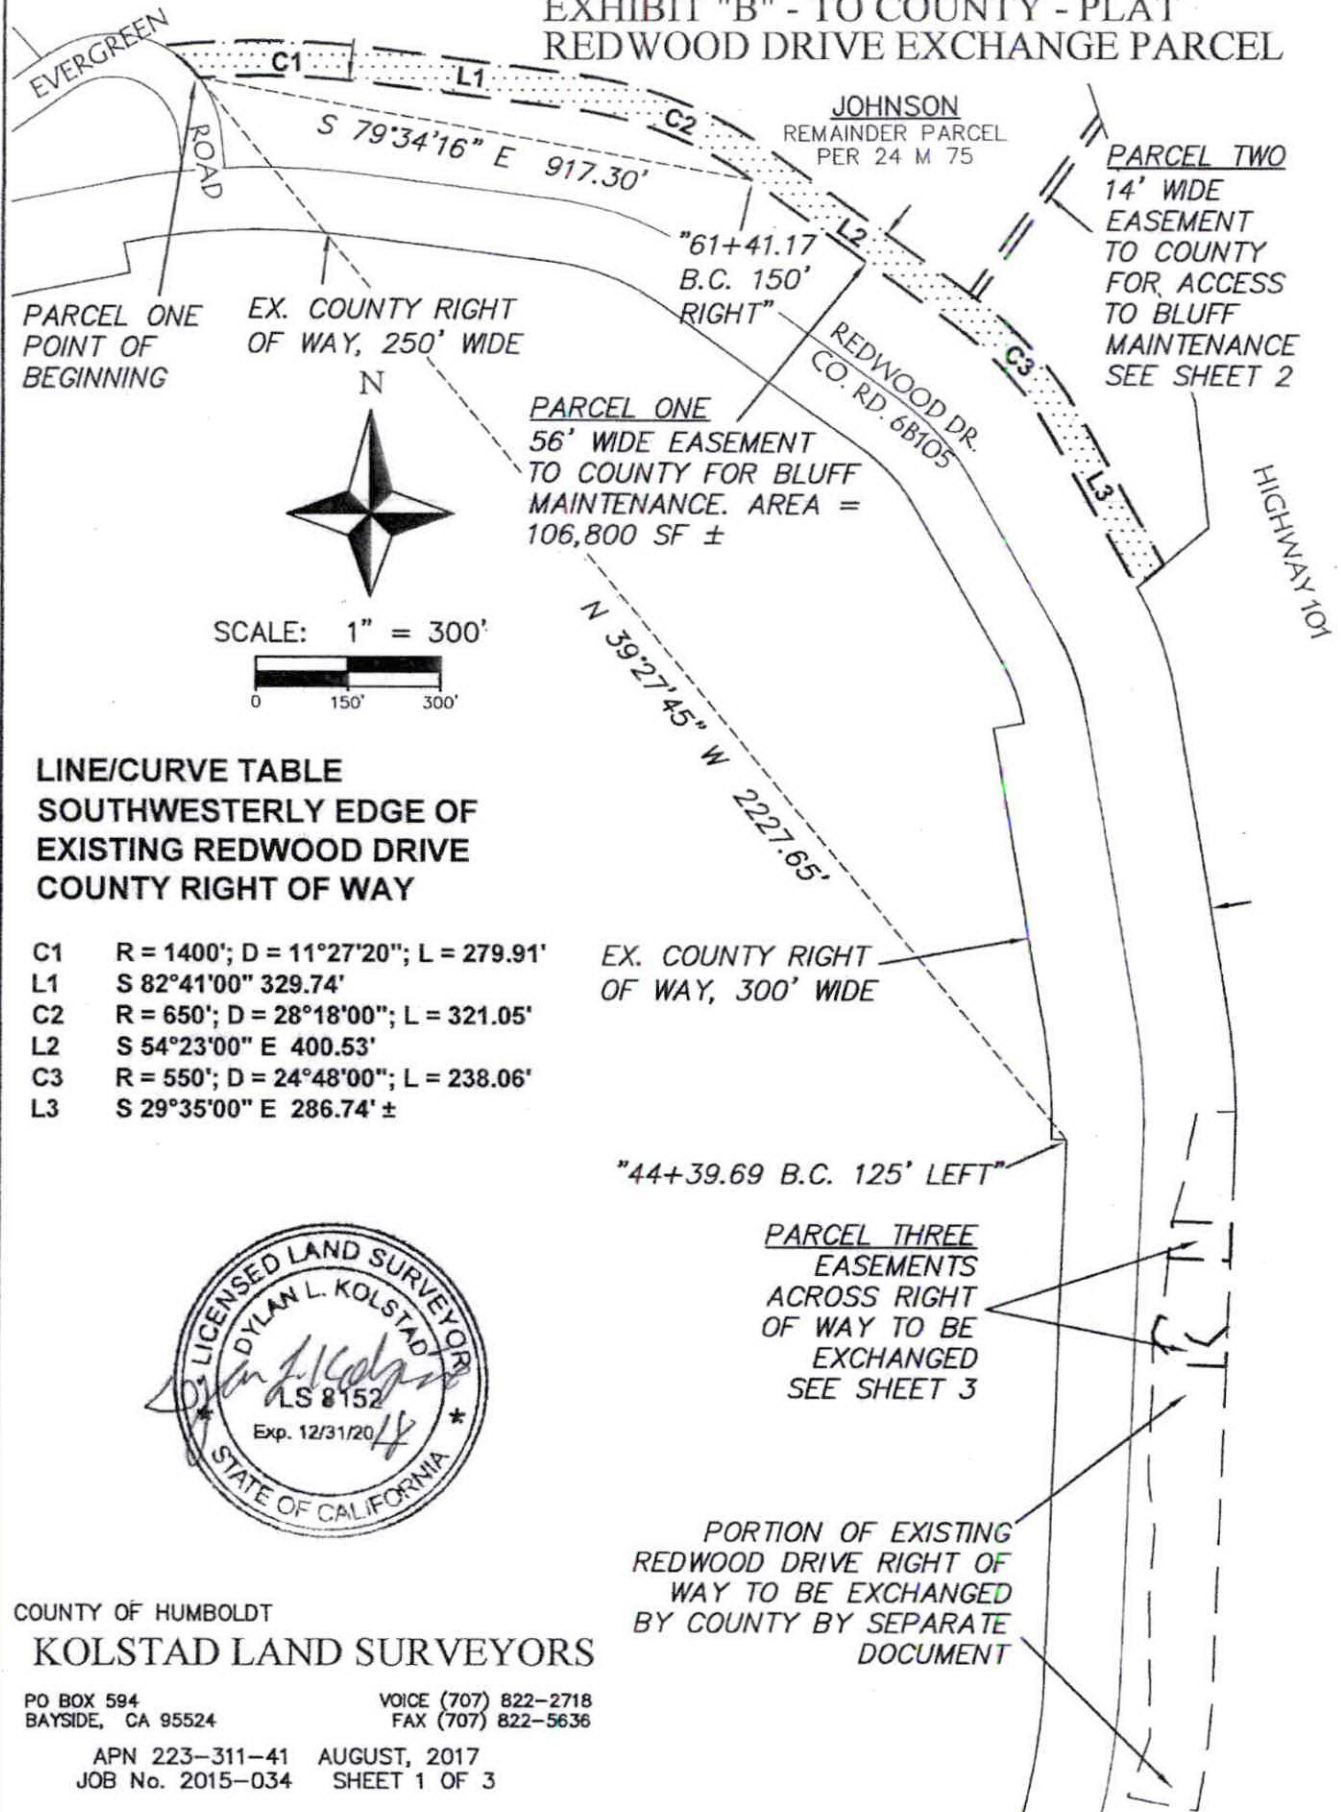 EXHIBIT "B" - TO COUNTY - PLAT
REDWOOD DRIVE EXCHANGE PARCEL
EVERGREEN
ROAD
C1
L1
C2
S 79°34'16" E 917.30'
JOHNSON
REMAINDER PARCEL
PER 24 M 75
PARCEL TWO
14' WIDE
EASEMENT
TO COUNTY
FOR ACCESS
TO BLUFF
MAINTENANCE
SEE SHEET 2
L2
"61+41.17
B.C. 150'
RIGHT"
PARCEL ONE
POINT OF
BEGINNING
EX. COUNTY RIGHT
OF WAY, 250' WIDE
REDWOOD DR.
CO. RD. 6B105
C3
L3
HIGHWAY 101
N
PARCEL ONE
56' WIDE EASEMENT
TO COUNTY FOR BLUFF
MAINTENANCE. AREA =
106,800 SF ±
SCALE: 1" = 300'
0 150' 300'
N 39°27'45" W 2227.65'
LINE/CURVE TABLE
SOUTHWESTERLY EDGE OF
EXISTING REDWOOD DRIVE
COUNTY RIGHT OF WAY
C1 R = 1400'; D = 11°27'20"; L = 279.91'
L1 S 82°41'00" 329.74'
C2 R = 650'; D = 28°18'00"; L = 321.05'
L2 S 54°23'00" E 400.53'
C3 R = 550'; D = 24°48'00"; L = 238.06'
L3 S 29°35'00" E 286.74' ±
EX. COUNTY RIGHT
OF WAY, 300' WIDE
"44+39.69 B.C. 125' LEFT"
PARCEL THREE
EASEMENTS
ACROSS RIGHT
OF WAY TO BE
EXCHANGED
SEE SHEET 3
LICENSED LAND SURVEYOR
DYLAN L. KOLSTAD
LS 8152
Exp. 12/31/2018
STATE OF CALIFORNIA
PORTION OF EXISTING
REDWOOD DRIVE RIGHT OF
WAY TO BE EXCHANGED
BY COUNTY BY SEPARATE
DOCUMENT
COUNTY OF HUMBOLDT
KOLSTAD LAND SURVEYORS
PO BOX 594 VOICE (707) 822-2718
BAYSIDE, CA 95524 FAX (707) 822-5636
APN 223-311-41 AUGUST, 2017
JOB No. 2015-034 SHEET 1 OF 3